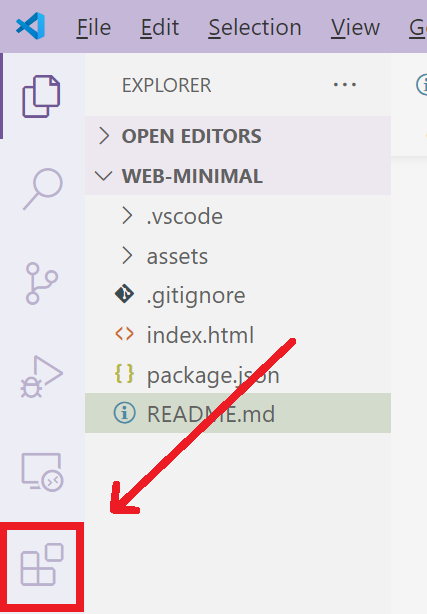 File Edit Selection View
EXPLORER ...
OPEN EDITORS
WEB-MINIMAL
.vscode
assets
.gitignore
index.html
package.json
README.md